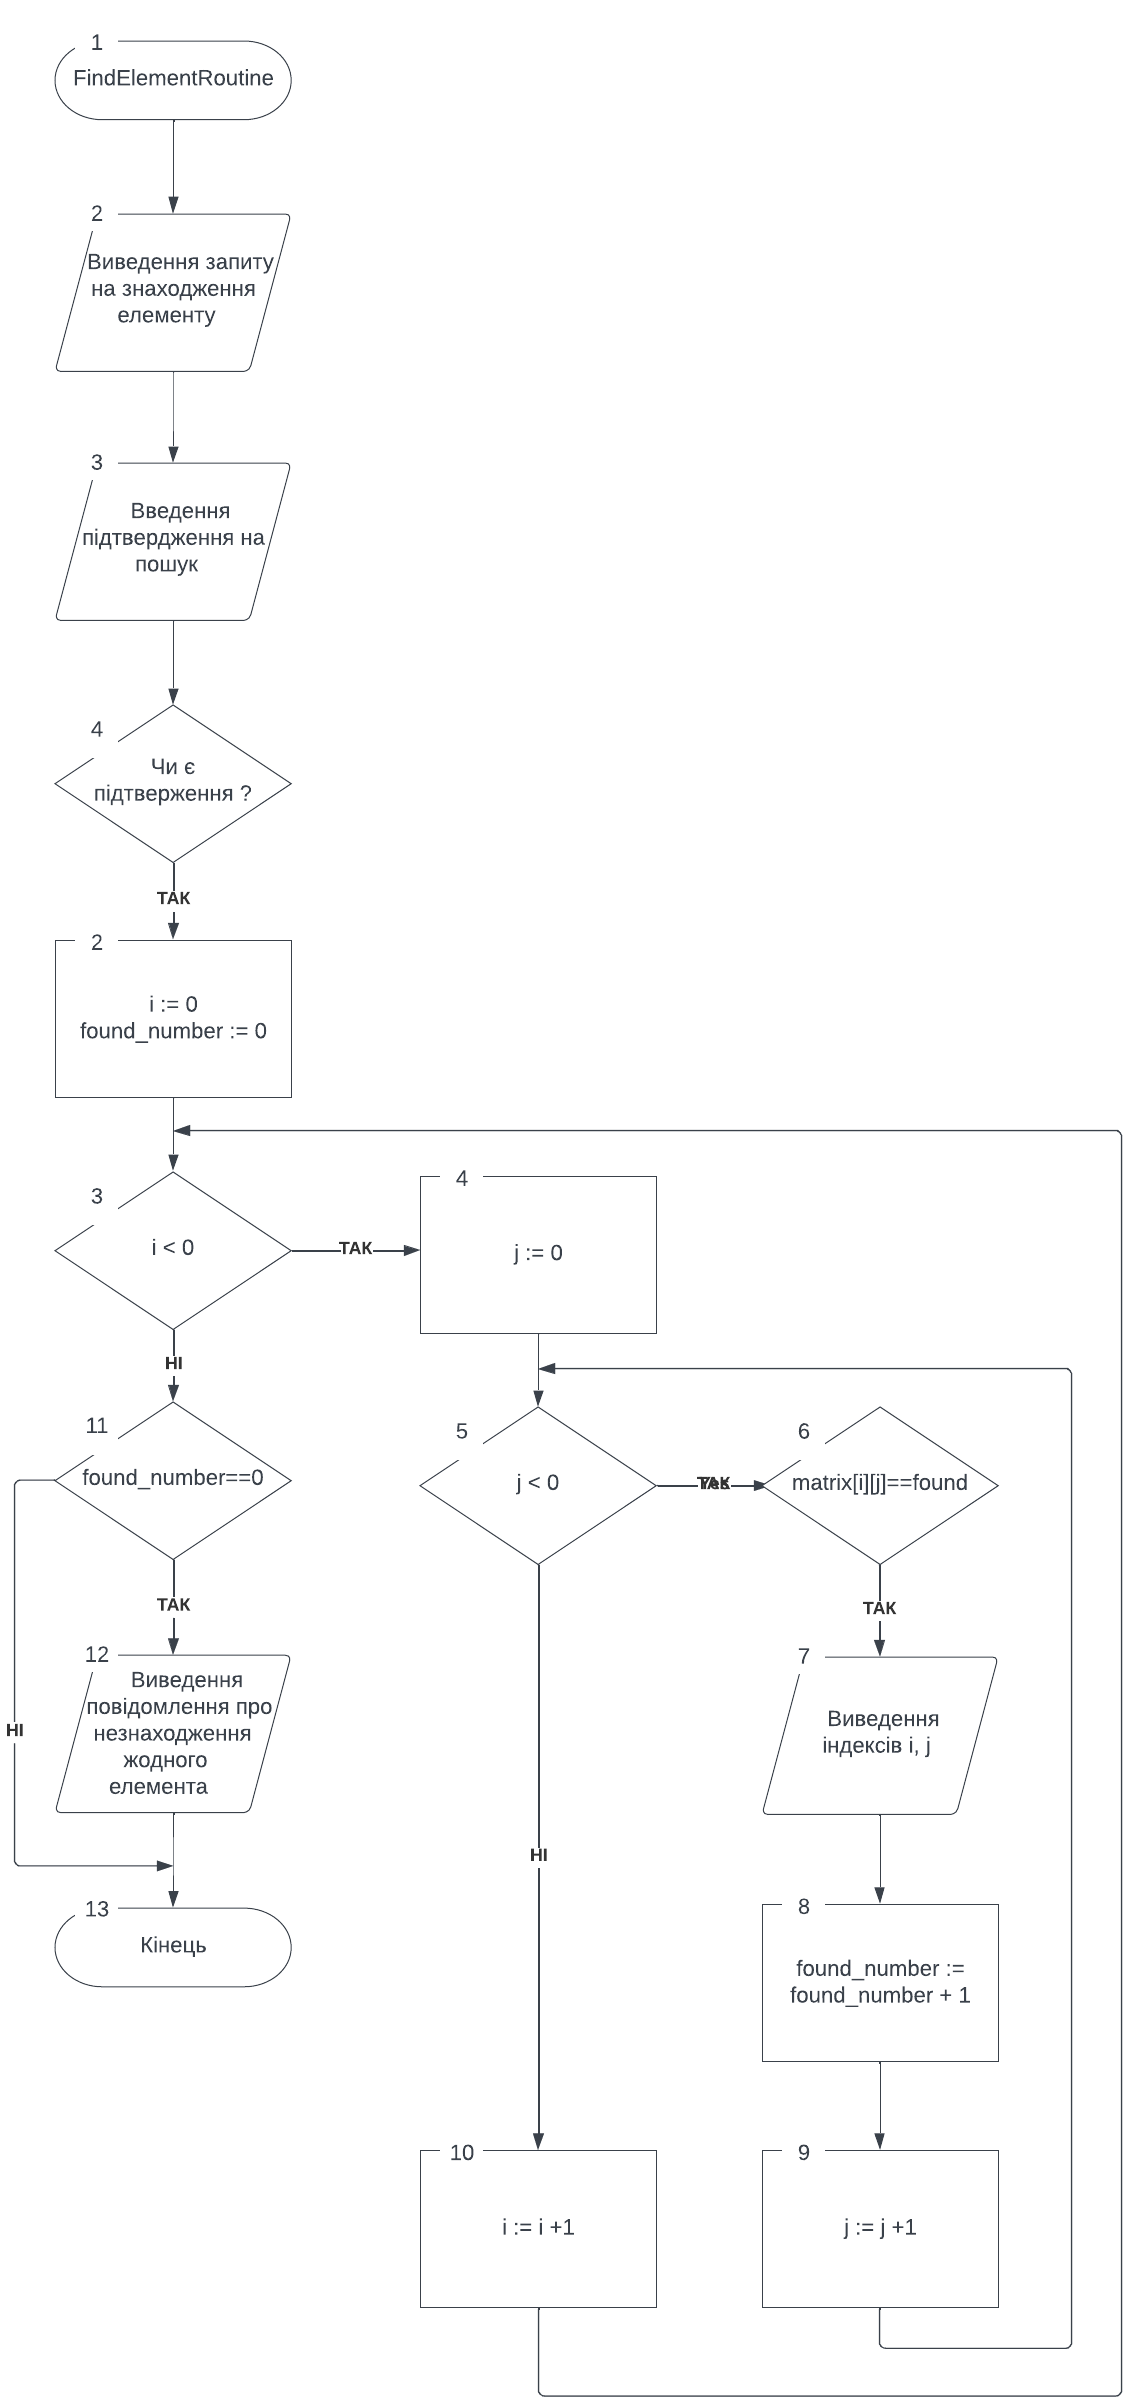 1
FindElementRoutine
2
Виведення запиту
на знаходження
елементу
3
Введення
підтвердження на
пошук
4
Чи є
підтверження ?
ТАК
2
i := 0
found_number := 0
3
i < 0
ТАК
4
j := 0
НІ
11
found_number==0
5
j < 0
ТАК
Yes
6
matrix[i][j]==found
ТАК
ТАК
12
Виведення
повідомлення про
незнаходження
жодного
елемента
НІ
7
Виведення
індексів i, j
НІ
13
Кінець
8
found_number :=
found_number + 1
10
i := i +1
9
j := j +1